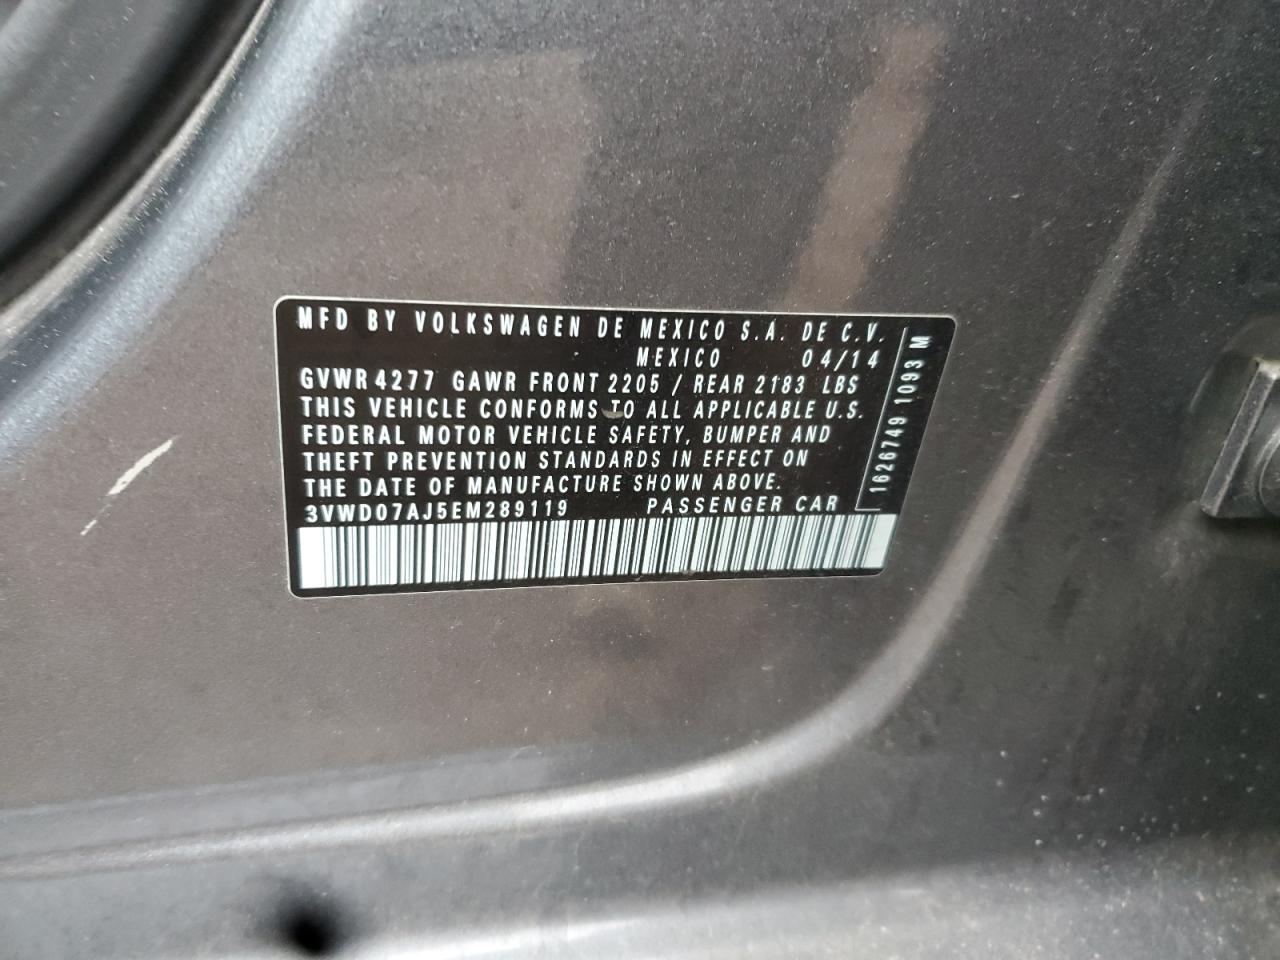 MFD BY VOLKSWAGEN DE MEXICO S.A. DE C.V.
MEXICO 04/14
GVWR 4277 GAWR FRONT 2205 / REAR 2183 LBS
THIS VEHICLE CONFORMS TO ALL APPLICABLE U.S.
FEDERAL MOTOR VEHICLE SAFETY, BUMPER AND
THEFT PREVENTION STANDARDS IN EFFECT ON
THE DATE OF MANUFACTURE SHOWN ABOVE.
3VWD07AJ5EM289119 PASSENGER CAR
1626749 1093 M